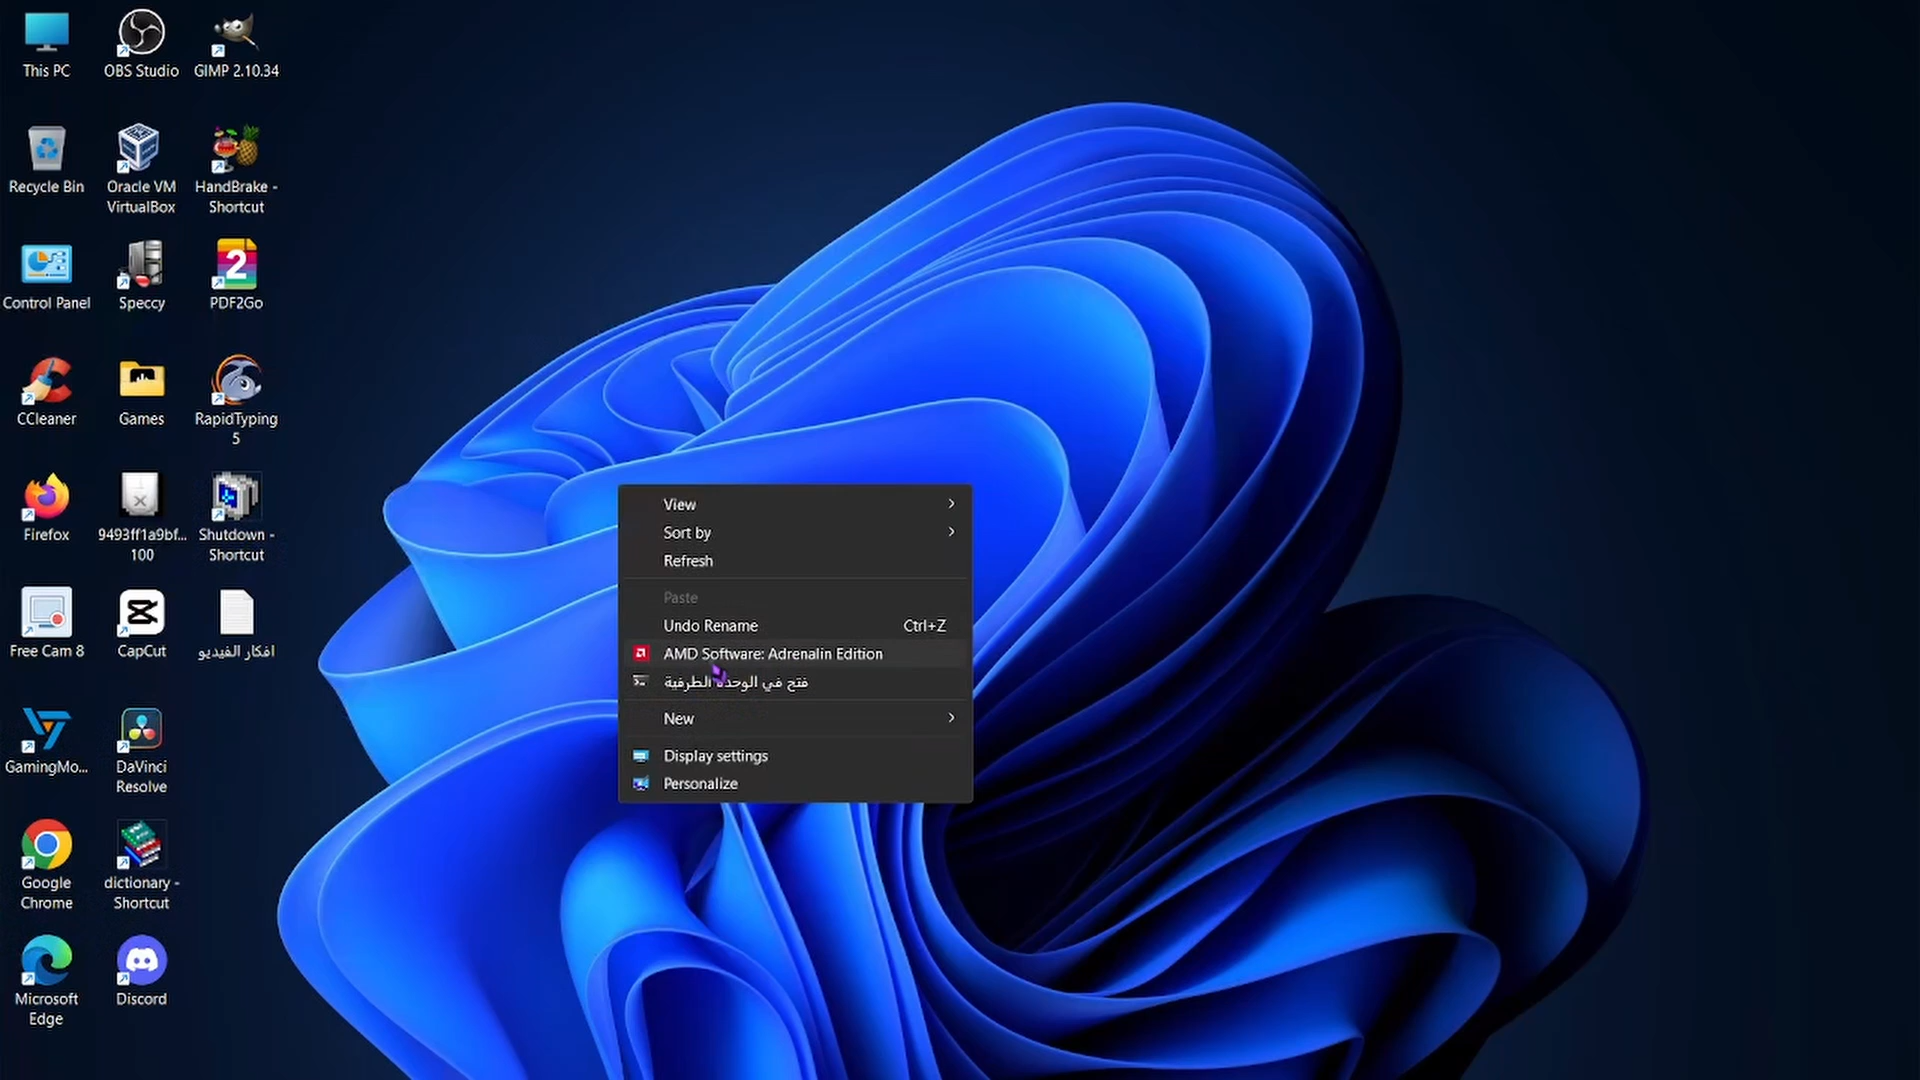 This PC
OBS Studio
GIMP 2.10.34
Recycle Bin
Oracle VM
VirtualBox
HandBrake -
Shortcut
Control Panel
Speccy
2
PDF2Go
CCleaner
Games
RapidTyping
5
Firefox
9493ff1a9bf...
100
Shutdown -
Shortcut
Free Cam 8
CapCut
افكار الفيديو
GamingMo...
DaVinci
Resolve
Google
Chrome
dictionary -
Shortcut
Microsoft
Edge
Discord
View
Sort by
Refresh
Paste
Undo Rename Ctrl+Z
AMD Software: Adrenalin Edition
فتح في الوحدة الطرفية
New
Display settings
Personalize